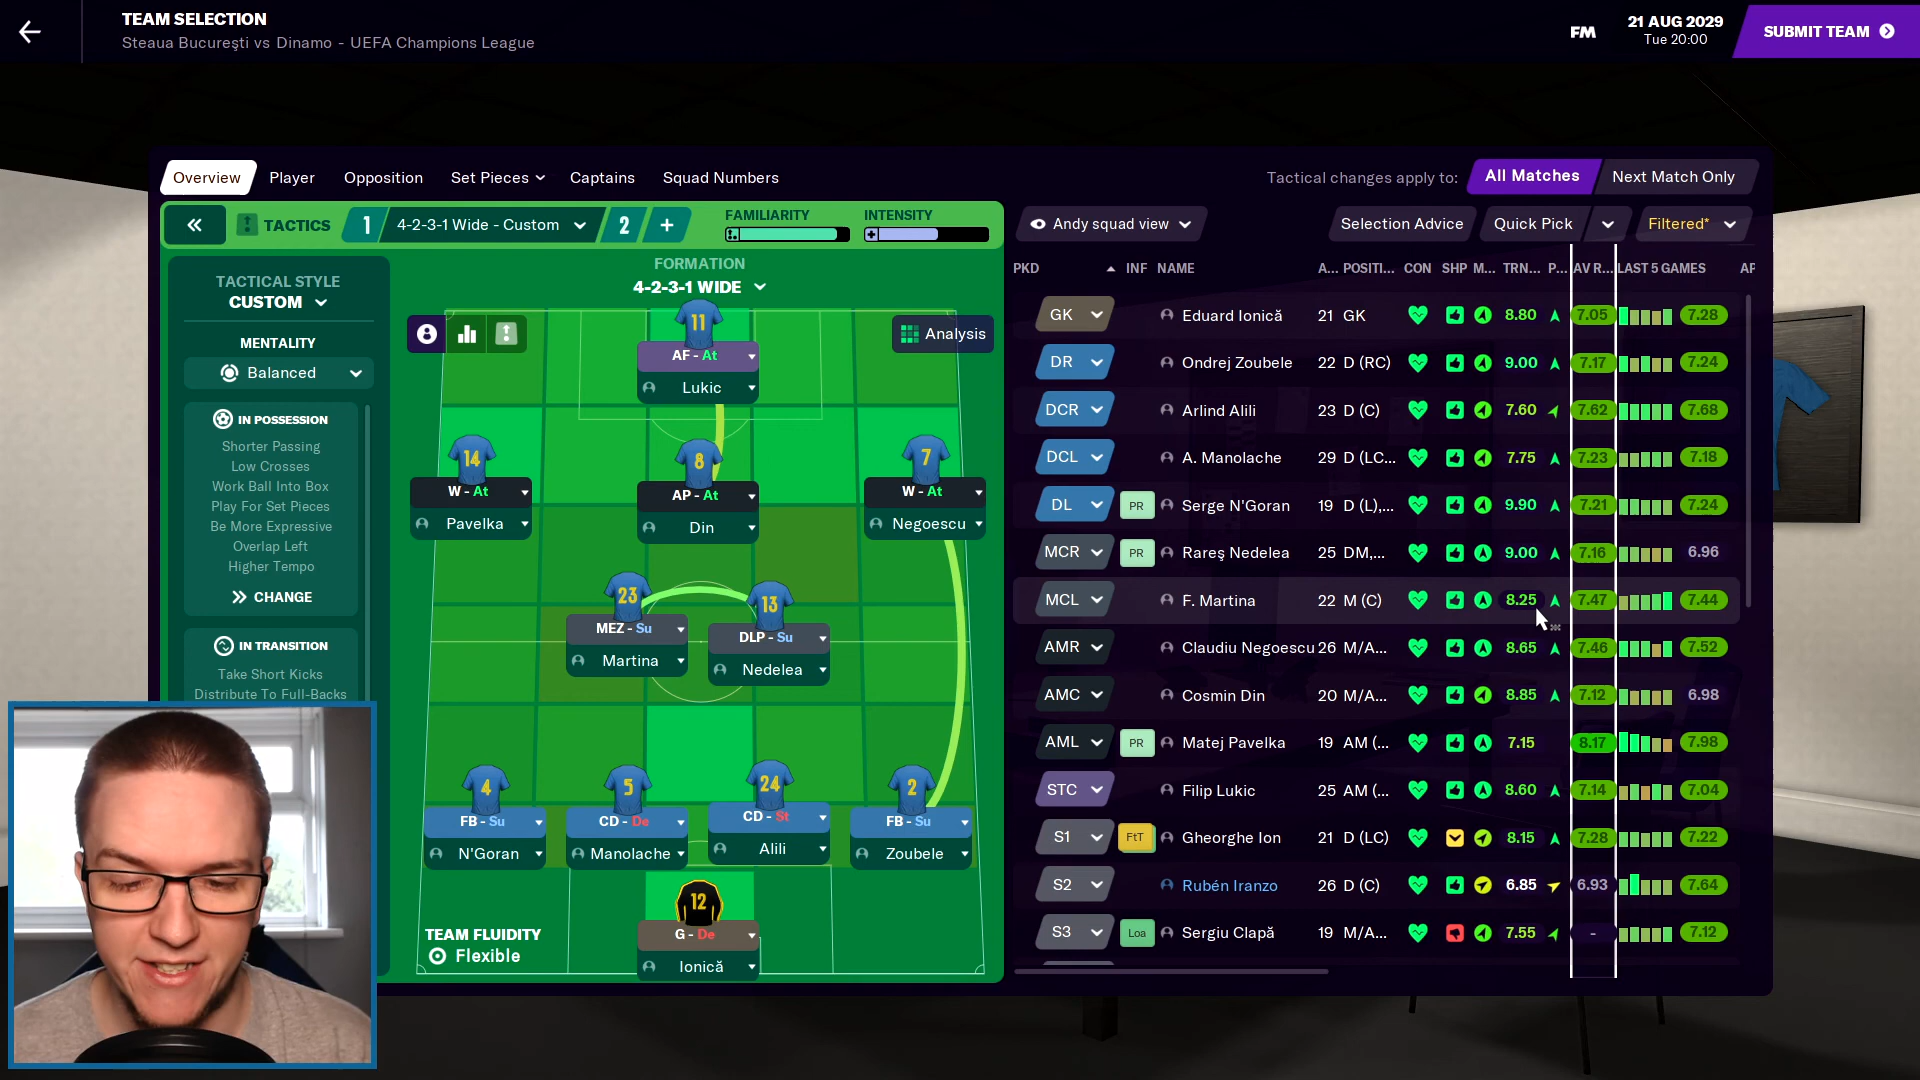 TEAM SELECTION
Steaua Bucureşti vs Dinamo - UEFA Champions League
FM
21 AUG 2029
Tue 20:00
SUBMIT TEAM
Overview
Player
Opposition
Set Pieces
Captains
Squad Numbers
Tactical changes apply to:
All Matches
Next Match Only
TACTICS
1
4-2-3-1 Wide - Custom
2
+
FAMILIARITY
INTENSITY
Andy squad view
Selection Advice
Quick Pick
Filtered*
TACTICAL STYLE
CUSTOM
MENTALITY
Balanced
IN POSSESSION
Shorter Passing
Low Crosses
Work Ball Into Box
Play For Set Pieces
Be More Expressive
Overlap Left
Higher Tempo
CHANGE
IN TRANSITION
Take Short Kicks
Distribute To Full-Backs
FORMATION
4-2-3-1 WIDE
Analysis
11
AF - At
Lukic
14
W - At
Pavelka
8
AP - At
Din
7
W - At
Negoescu
23
MEZ - Su
Martina
13
DLP - Su
Nedelea
4
FB - Su
N'Goran
5
CD - De
Manolache
24
CD - St
Alili
2
FB - Su
Zoubele
12
G - De
Ionică
TEAM FLUIDITY
Flexible
PKD INF NAME A... POSITI... CON SHP M... TRN... P... AV R... LAST 5 GAMES AP
GK Eduard Ionică 21 GK 8.80 7.05 7.28
DR Ondrej Zoubele 22 D (RC) 9.00 7.17 7.24
DCR Arlind Alili 23 D (C) 7.60 7.62 7.68
DCL A. Manolache 29 D (LC... 7.75 7.23 7.18
DL PR Serge N'Goran 19 D (L),... 9.90 7.21 7.24
MCR PR Rareş Nedelea 25 DM,... 9.00 7.16 6.96
MCL F. Martina 22 M (C) 8.25 7.47 7.44
AMR Claudiu Negoescu 26 M/A... 8.65 7.46 7.52
AMC Cosmin Din 20 M/A... 8.85 7.12 6.98
AML PR Matej Pavelka 19 AM (... 7.15 8.17 7.98
STC Filip Lukic 25 AM (... 8.60 7.14 7.04
S1 FtT Gheorghe Ion 21 D (LC) 8.15 7.28 7.22
S2 Rubén Iranzo 26 D (C) 6.85 6.93 7.64
S3 Loa Sergiu Clapă 19 M/A... 7.55 - 7.12